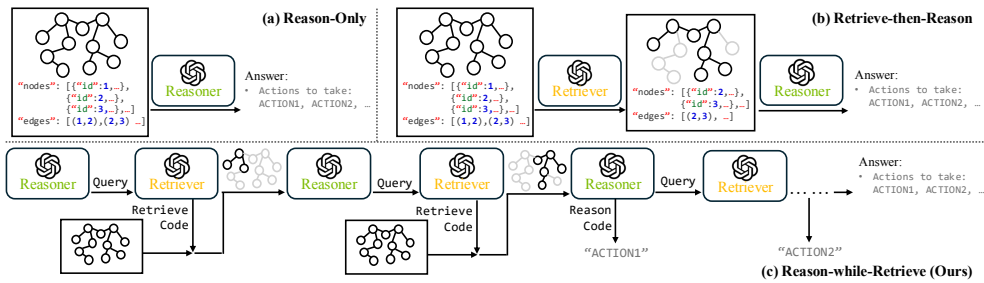 (a) Reason-Only
"nodes": [{"id":1,…},
{"id":2,…},
{"id":3,…},…]
"edges": [(1,2),(2,3) …]
Reasoner
Answer:
• Actions to take:
ACTION1, ACTION2, …
(b) Retrieve-then-Reason
"nodes": [{"id":1,…},
{"id":2,…},
{"id":3,…},…]
"edges": [(1,2),(2,3) …]
Retriever
"nodes": [{"id":2,…},
{"id":3,…},…]
"edges": [(2,3), …]
Reasoner
Answer:
• Actions to take:
ACTION1, ACTION2, …
Reasoner
Query
Retriever
Retrieve
Code
Reasoner
Query
Retriever
Retrieve
Code
Reasoner
Reason
Code
"ACTION1"
Query
Retriever
......
"ACTION2"
Answer:
• Actions to take:
ACTION1, ACTION2, …
(c) Reason-while-Retrieve (Ours)